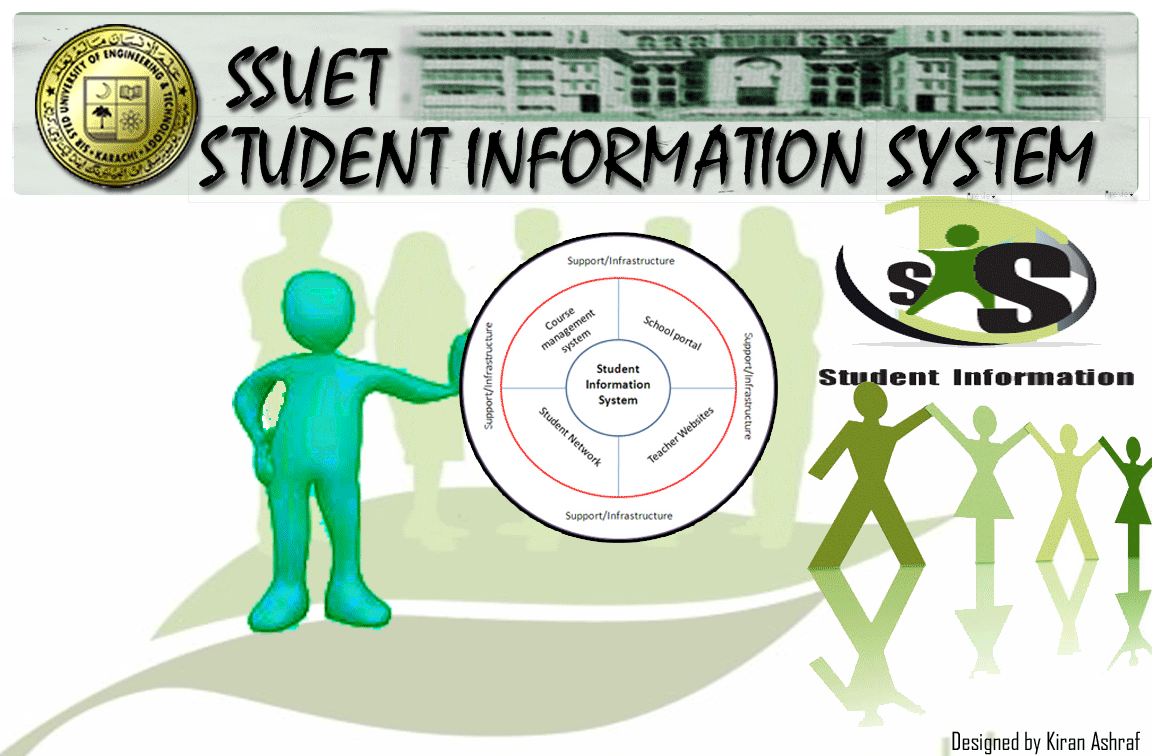 SIR SYED UNIVERSITY OF ENGINEERING & TECHNOLOGY
KARACHI
SSUET
STUDENT INFORMATION SYSTEM
Support/Infrastructure
Support/Infrastructure
Support/Infrastructure
Course
management
system
School portal
Student
Information
System
Student Network
Teacher Websites
Support/Infrastructure
SIS
Student Information
Designed by Kiran Ashraf